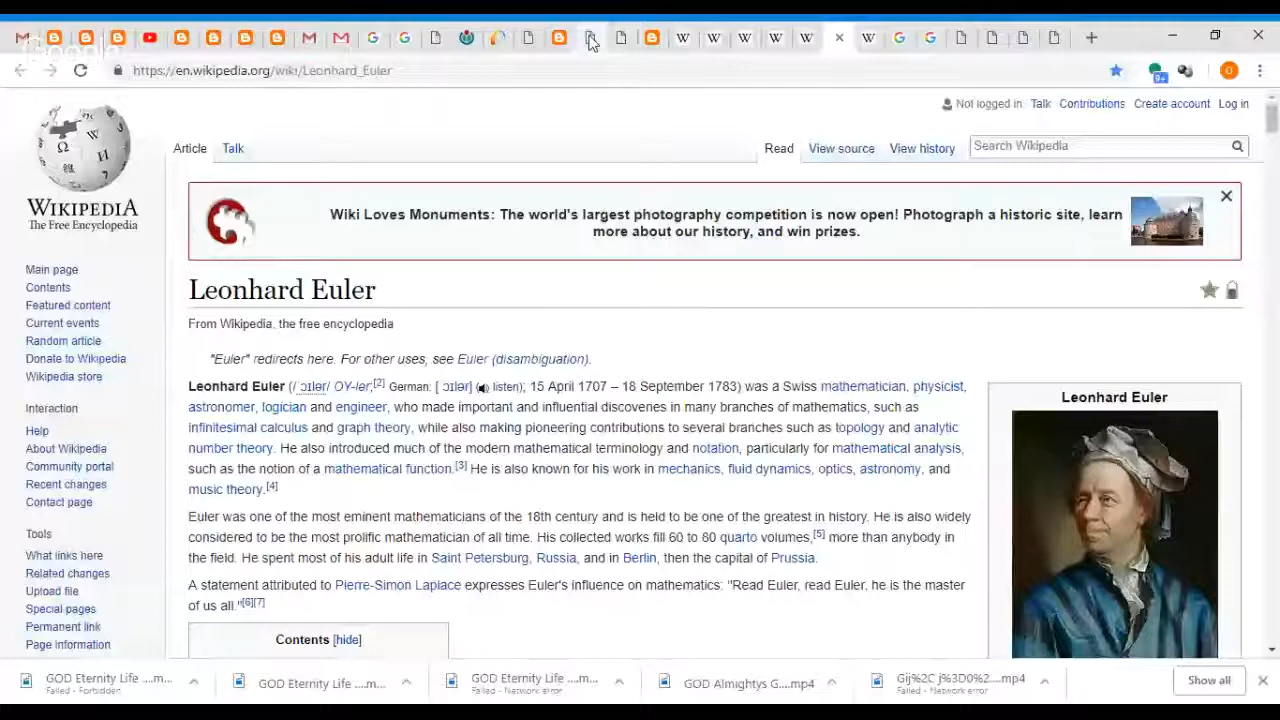 https://en.wikipedia.org/wiki/Leonhard_Euler
9+
O
Not logged in Talk Contributions Create account Log in
Article Talk
Read View source View history Search Wikipedia
WIKIPEDIA
The Free Encyclopedia
Wiki Loves Monuments: The world's largest photography competition is now open! Photograph a historic site, learn
more about our history, and win prizes.
Main page
Contents
Featured content
Current events
Random article
Donate to Wikipedia
Wikipedia store
Interaction
Help
About Wikipedia
Community portal
Recent changes
Contact page
Tools
What links here
Related changes
Upload file
Special pages
Permanent link
Page information
Leonhard Euler
From Wikipedia, the free encyclopedia
"Euler" redirects here. For other uses, see Euler (disambiguation).
Leonhard Euler (/ˈɔɪlər/ OY-lər;[2] German: [ˈɔɪlɐ] (listen); 15 April 1707 – 18 September 1783) was a Swiss mathematician, physicist,
astronomer, logician and engineer, who made important and influential discoveries in many branches of mathematics, such as
infinitesimal calculus and graph theory, while also making pioneering contributions to several branches such as topology and analytic
number theory. He also introduced much of the modern mathematical terminology and notation, particularly for mathematical analysis,
such as the notion of a mathematical function.[3] He is also known for his work in mechanics, fluid dynamics, optics, astronomy, and
music theory.[4]
Euler was one of the most eminent mathematicians of the 18th century and is held to be one of the greatest in history. He is also widely
considered to be the most prolific mathematician of all time. His collected works fill 60 to 80 quarto volumes,[5] more than anybody in
the field. He spent most of his adult life in Saint Petersburg, Russia, and in Berlin, then the capital of Prussia.
A statement attributed to Pierre-Simon Laplace expresses Euler's influence on mathematics: "Read Euler, read Euler, he is the master
of us all."[6][7]
Contents [hide]
Leonhard Euler
GOD Eternity Life ....m...
Failed - Forbidden
GOD Eternity Life ....m...
GOD Eternity Life ....m...
Failed - Network error
GOD Almightys G....mp4
Gij%2C j%3D0%2....mp4
Failed - Network error
Show all